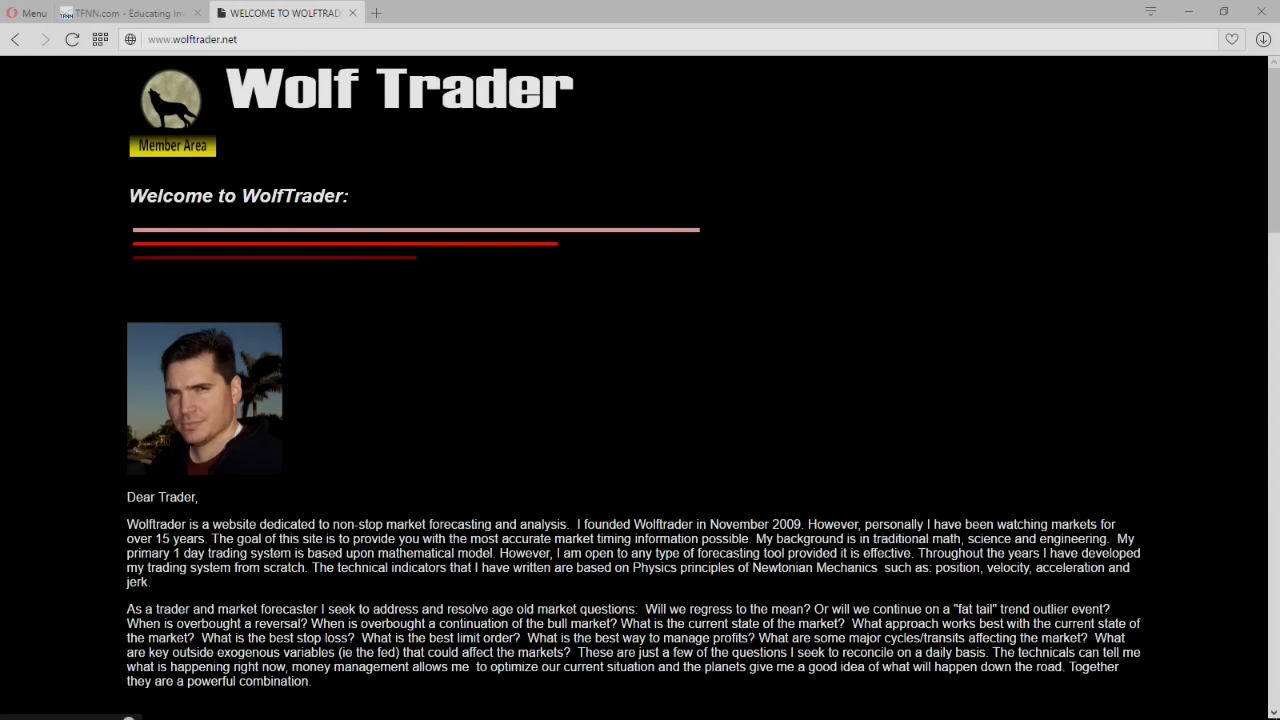 Menu
TFNN.com - Educating In
WELCOME TO WOLFTRAD
www.wolftrader.net
Wolf Trader
Member Area
Welcome to WolfTrader:
Dear Trader,
Wolftrader is a website dedicated to non-stop market forecasting and analysis.  I founded Wolftrader in November 2009. However, personally I have been watching markets for
over 15 years. The goal of this site is to provide you with the most accurate market timing information possible. My background is in traditional math, science and engineering.  My
primary 1 day trading system is based upon mathematical model. However, I am open to any type of forecasting tool provided it is effective. Throughout the years I have developed
my trading system from scratch. The technical indicators that I have written are based on Physics principles of Newtonian Mechanics  such as: position, velocity, acceleration and
jerk.
As a trader and market forecaster I seek to address and resolve age old market questions:  Will we regress to the mean? Or will we continue on a "fat tail" trend outlier event?
When is overbought a reversal? When is overbought a continuation of the bull market? What is the current state of the market?  What approach works best with the current state of
the market?  What is the best stop loss?  What is the best limit order?  What is the best way to manage profits? What are some major cycles/transits affecting the market?  What
are key outside exogenous variables (ie the fed) that could affect the markets?  These are just a few of the questions I seek to reconcile on a daily basis. The technicals can tell me
what is happening right now, money management allows me  to optimize our current situation and the planets give me a good idea of what will happen down the road. Together
they are a powerful combination.